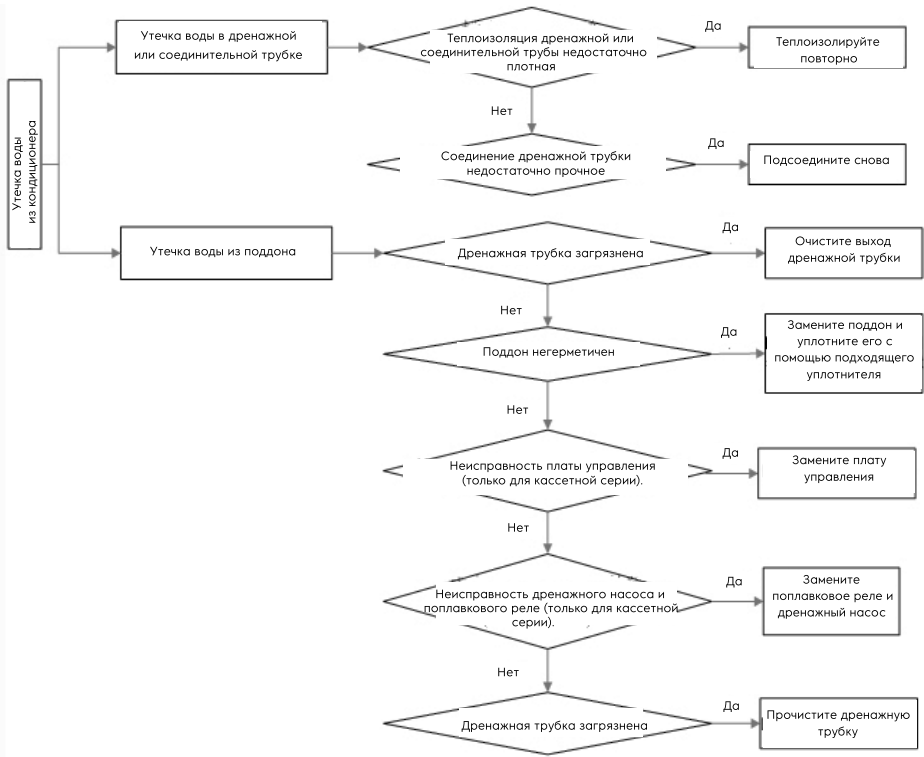 Утечка воды
из кондиционера
Утечка воды в дренажной
или соединительной трубке
Теплоизоляция дренажной или
соединительной трубы недостаточно
плотная
Да
Теплоизолируйте
повторно
Нет
Соединение дренажной трубки
недостаточно прочное
Да
Подсоедините снова
Утечка воды из поддона
Дренажная трубка загрязнена
Да
Очистите выход
дренажной трубки
Нет
Поддон негерметичен
Да
Замените поддон и
уплотните его с
помощью подходящего
уплотнителя
Нет
Неисправность платы управления
(только для кассетной серии).
Да
Замените плату
управления
Нет
Неисправность дренажного насоса и
поплавкового реле (только для кассетной
серии).
Да
Замените
поплавковое реле и
дренажный насос
Нет
Дренажная трубка загрязнена
Да
Прочистите дренажную
трубку